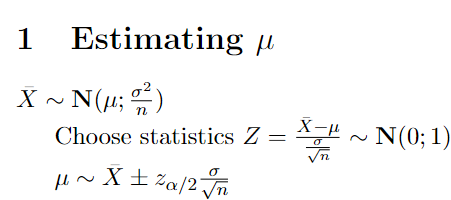 1 Estimating μ
X̄ ∼ N(μ; σ²/n)
Choose statistics Z = (X̄−μ)/(σ/√n) ∼ N(0; 1)
μ ∼ X̄ ± z_{α/2} σ/√n